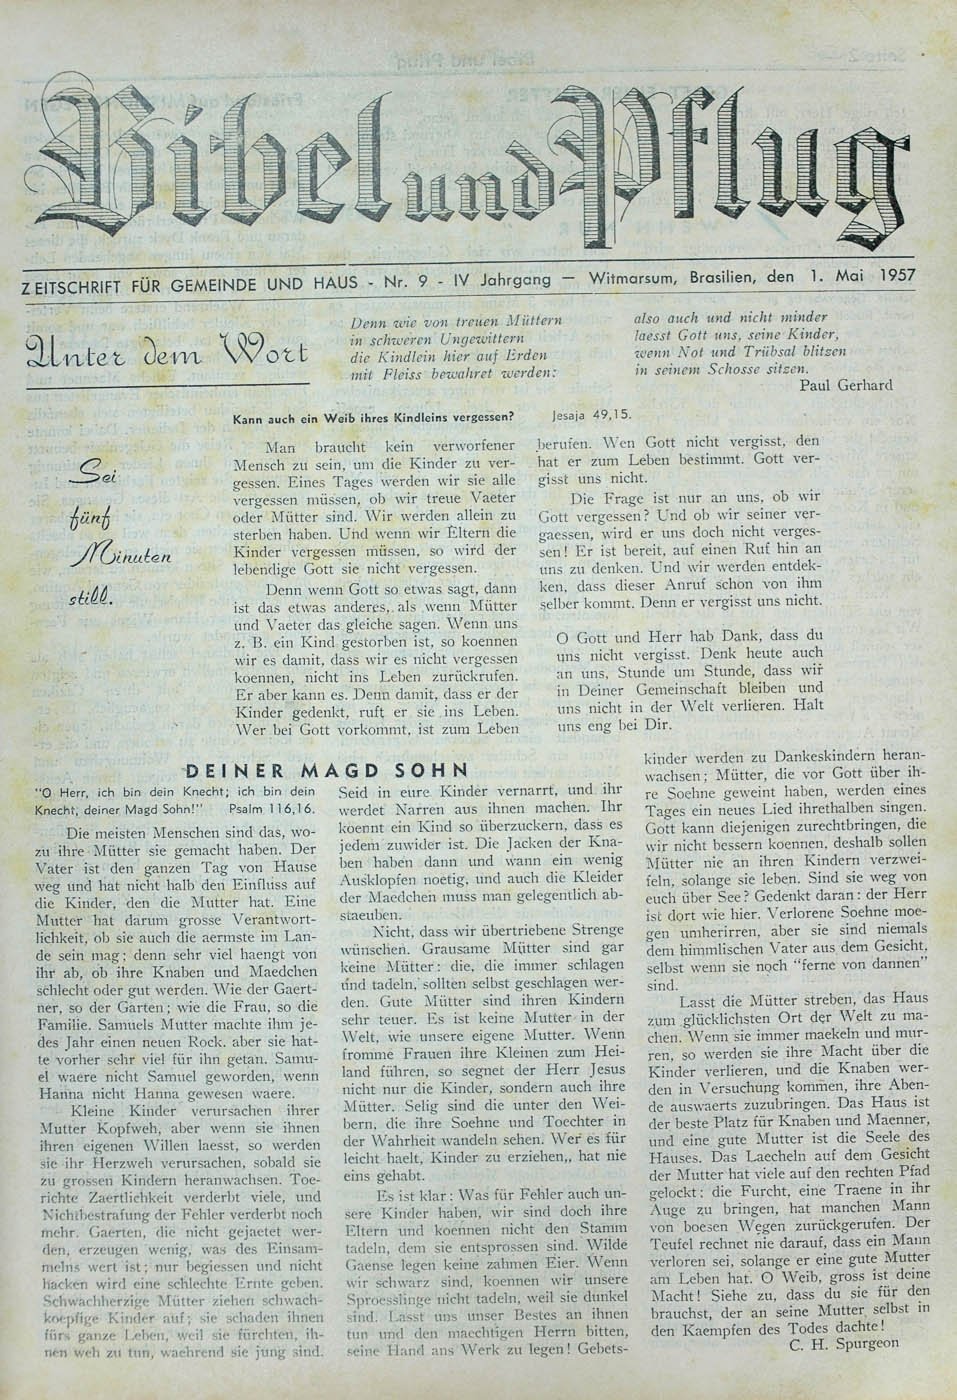 Bibel und Pflug
ZEITSCHRIFT FÜR GEMEINDE UND HAUS - Nr. 9 - IV Jahrgang — Witmarsum, Brasilien, den 1. Mai 1957
Unter dem Wort
Denn wie von treuen Müttern
in schweren Ungewittern
die Kindlein hier auf Erden
mit Fleiss bewahret werden:
also auch und nicht minder
laesst Gott uns, seine Kinder,
wenn Not und Trübsal blitzen
in seinem Schosse sitzen.
Paul Gerhard
Kann auch ein Weib ihres Kindleins vergessen? Jesaja 49,15.
Sei
fünf
Minuten
still.
Man braucht kein verworfener
Mensch zu sein, um die Kinder zu ver-
gessen. Eines Tages werden wir sie alle
vergessen müssen, ob wir treue Vaeter
oder Mütter sind. Wir werden allein zu
sterben haben. Und wenn wir Eltern die
Kinder vergessen müssen, so wird der
lebendige Gott sie nicht vergessen.
Denn wenn Gott so etwas sagt, dann
ist das etwas anderes, als wenn Mütter
und Vaeter das gleiche sagen. Wenn uns
z. B. ein Kind gestorben ist, so koennen
wir es damit, dass wir es nicht vergessen
koennen, nicht ins Leben zurückrufen.
Er aber kann es. Denn damit, dass er der
Kinder gedenkt, ruft er sie ins Leben.
Wer bei Gott vorkommt, ist zum Leben
berufen. Wen Gott nicht vergisst, den
hat er zum Leben bestimmt. Gott ver-
gisst uns nicht.
Die Frage ist nur an uns, ob wir
Gott vergessen? Und ob wir seiner ver-
gaessen, wird er uns doch nicht verges-
sen! Er ist bereit, auf einen Ruf hin an
uns zu denken. Und wir werden entdek-
ken, dass dieser Anruf schon von ihm
selber kommt. Denn er vergisst uns nicht.
O Gott und Herr hab Dank, dass du
uns nicht vergisst. Denk heute auch
an uns, Stunde um Stunde, dass wir
in Deiner Gemeinschaft bleiben und
uns nicht in der Welt verlieren. Halt
uns eng bei Dir.
DEINER MAGD SOHN
"O Herr, ich bin dein Knecht; ich bin dein
Knecht, deiner Magd Sohn!" Psalm 116,16.
Die meisten Menschen sind das, wo-
zu ihre Mütter sie gemacht haben. Der
Vater ist den ganzen Tag von Hause
weg und hat nicht halb den Einfluss auf
die Kinder, den die Mutter hat. Eine
Mutter hat darum grosse Verantwort-
lichkeit, ob sie auch die aermste im Lan-
de sein mag; denn sehr viel haengt von
ihr ab, ob ihre Knaben und Maedchen
schlecht oder gut werden. Wie der Gaert-
ner, so der Garten; wie die Frau, so die
Familie. Samuels Mutter machte ihm je-
des Jahr einen neuen Rock. aber sie hat-
te vorher sehr viel für ihn getan. Samu-
el waere nicht Samuel geworden, wenn
Hanna nicht Hanna gewesen waere.
Kleine Kinder verursachen ihrer
Mutter Kopfweh, aber wenn sie ihnen
ihren eigenen Willen laesst, so werden
sie ihr Herzweh verursachen, sobald sie
zu grossen Kindern heranwachsen. Toe-
richte Zaertlichkeit verderbt viele, und
Nichtbestrafung der Fehler verderbt noch
mehr. Gaerten, die nicht gejaetet wer-
den, erzeugen wenig, was des Einsam-
melns wert ist; nur begiessen und nicht
hacken wird eine schlechte Ernte geben.
Schwachherzige Mütter ziehen schwach-
koepfige Kinder auf; sie schaden ihnen
fürs ganze Leben, weil sie fürchten, ih-
nen weh zu tun, waehrend sie jung sind.
Seid in eure Kinder vernarrt, und ihr
werdet Narren aus ihnen machen. Ihr
koennt ein Kind so überzuckern, dass es
jedem zuwider ist. Die Jacken der Kna-
ben haben dann und wann ein wenig
Ausklopfen noetig, und auch die Kleider
der Maedchen muss man gelegentlich ab-
staeuben.
Nicht, dass wir übertriebene Strenge
wünschen. Grausame Mütter sind gar
keine Mütter: die, die immer schlagen
und tadeln, sollten selbst geschlagen wer-
den. Gute Mütter sind ihren Kindern
sehr teuer. Es ist keine Mutter in der
Welt, wie unsere eigene Mutter. Wenn
fromme Frauen ihre Kleinen zum Hei-
land führen, so segnet der Herr Jesus
nicht nur die Kinder, sondern auch ihre
Mütter. Selig sind die unter den Wei-
bern, die ihre Soehne und Toechter in
der Wahrheit wandeln sehen. Wer es für
leicht haelt, Kinder zu erziehen,, hat nie
eins gehabt.
Es ist klar: Was für Fehler auch un-
sere Kinder haben, wir sind doch ihre
Eltern und koennen nicht den Stamm
tadeln, dem sie entsprossen sind. Wilde
Gaense legen keine zahmen Eier. Wenn
wir schwarz sind, koennen wir unsere
Sproesslinge nicht tadeln, weil sie dunkel
sind. Lasst uns unser Bestes an ihnen
tun und den maechtigen Herrn bitten,
seine Hand ans Werk zu legen! Gebets-
kinder werden zu Dankeskindern heran-
wachsen; Mütter, die vor Gott über ih-
re Soehne geweint haben, werden eines
Tages ein neues Lied ihrethalben singen.
Gott kann diejenigen zurechtbringen, die
wir nicht bessern koennen, deshalb sollen
Mütter nie an ihren Kindern verzwei-
feln, solange sie leben. Sind sie weg von
euch über See? Gedenkt daran: der Herr
ist dort wie hier. Verlorene Soehne moe-
gen umherirren, aber sie sind niemals
dem himmlischen Vater aus dem Gesicht,
selbst wenn sie noch "ferne von dannen"
sind.
Lasst die Mütter streben, das Haus
zum glücklichsten Ort der Welt zu ma-
chen. Wenn sie immer maekeln und mur-
ren, so werden sie ihre Macht über die
Kinder verlieren, und die Knaben wer-
den in Versuchung kommen, ihre Aben-
de auswaerts zuzubringen. Das Haus ist
der beste Platz für Knaben und Maenner,
und eine gute Mutter ist die Seele des
Hauses. Das Laecheln auf dem Gesicht
der Mutter hat viele auf den rechten Pfad
gelockt; die Furcht, eine Traene in ihr
Auge zu bringen, hat manchen Mann
von boesen Wegen zurückgerufen. Der
Teufel rechnet nie darauf, dass ein Mann
verloren sei, solange er eine gute Mutter
am Leben hat. O Weib, gross ist deine
Macht! Siehe zu, dass du sie für den
brauchst, der an seine Mutter selbst in
den Kaempfen des Todes dachte!
C. H. Spurgeon